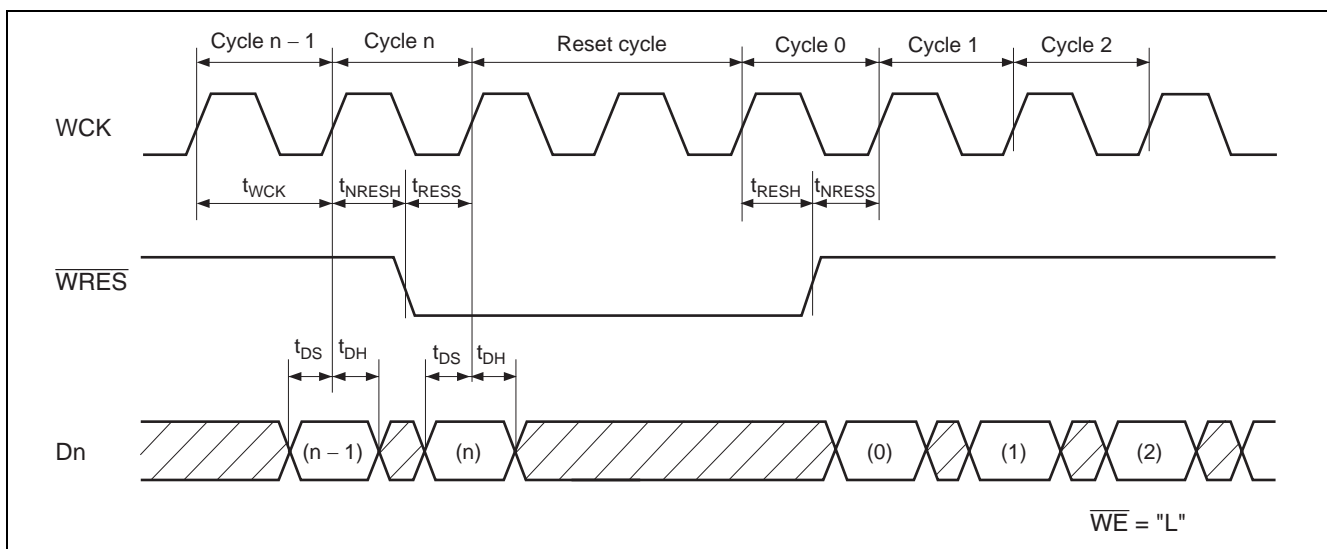 Cycle n – 1 Cycle n Reset cycle Cycle 0 Cycle 1 Cycle 2
WCK
tWCK tNRESH tRESS tRESH tNRESS
WRES
tDS tDH tDS tDH
Dn (n – 1) (n) (0) (1) (2)
WE = "L"